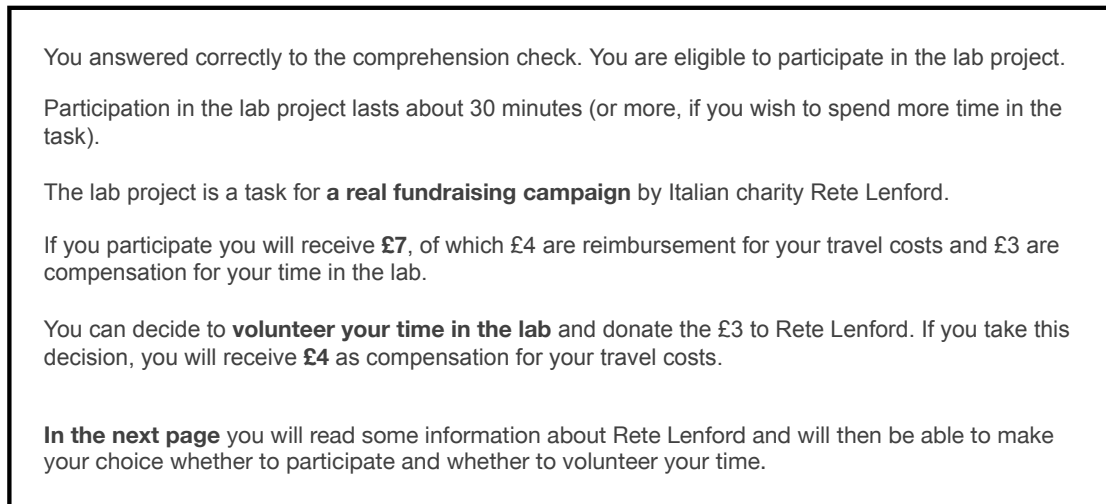 You answered correctly to the comprehension check. You are eligible to participate in the lab project.
Participation in the lab project lasts about 30 minutes (or more, if you wish to spend more time in the
task).
The lab project is a task for a real fundraising campaign by Italian charity Rete Lenford.
If you participate you will receive £7, of which £4 are reimbursement for your travel costs and £3 are
compensation for your time in the lab.
You can decide to volunteer your time in the lab and donate the £3 to Rete Lenford. If you take this
decision, you will receive £4 as compensation for your travel costs.
In the next page you will read some information about Rete Lenford and will then be able to make
your choice whether to participate and whether to volunteer your time.